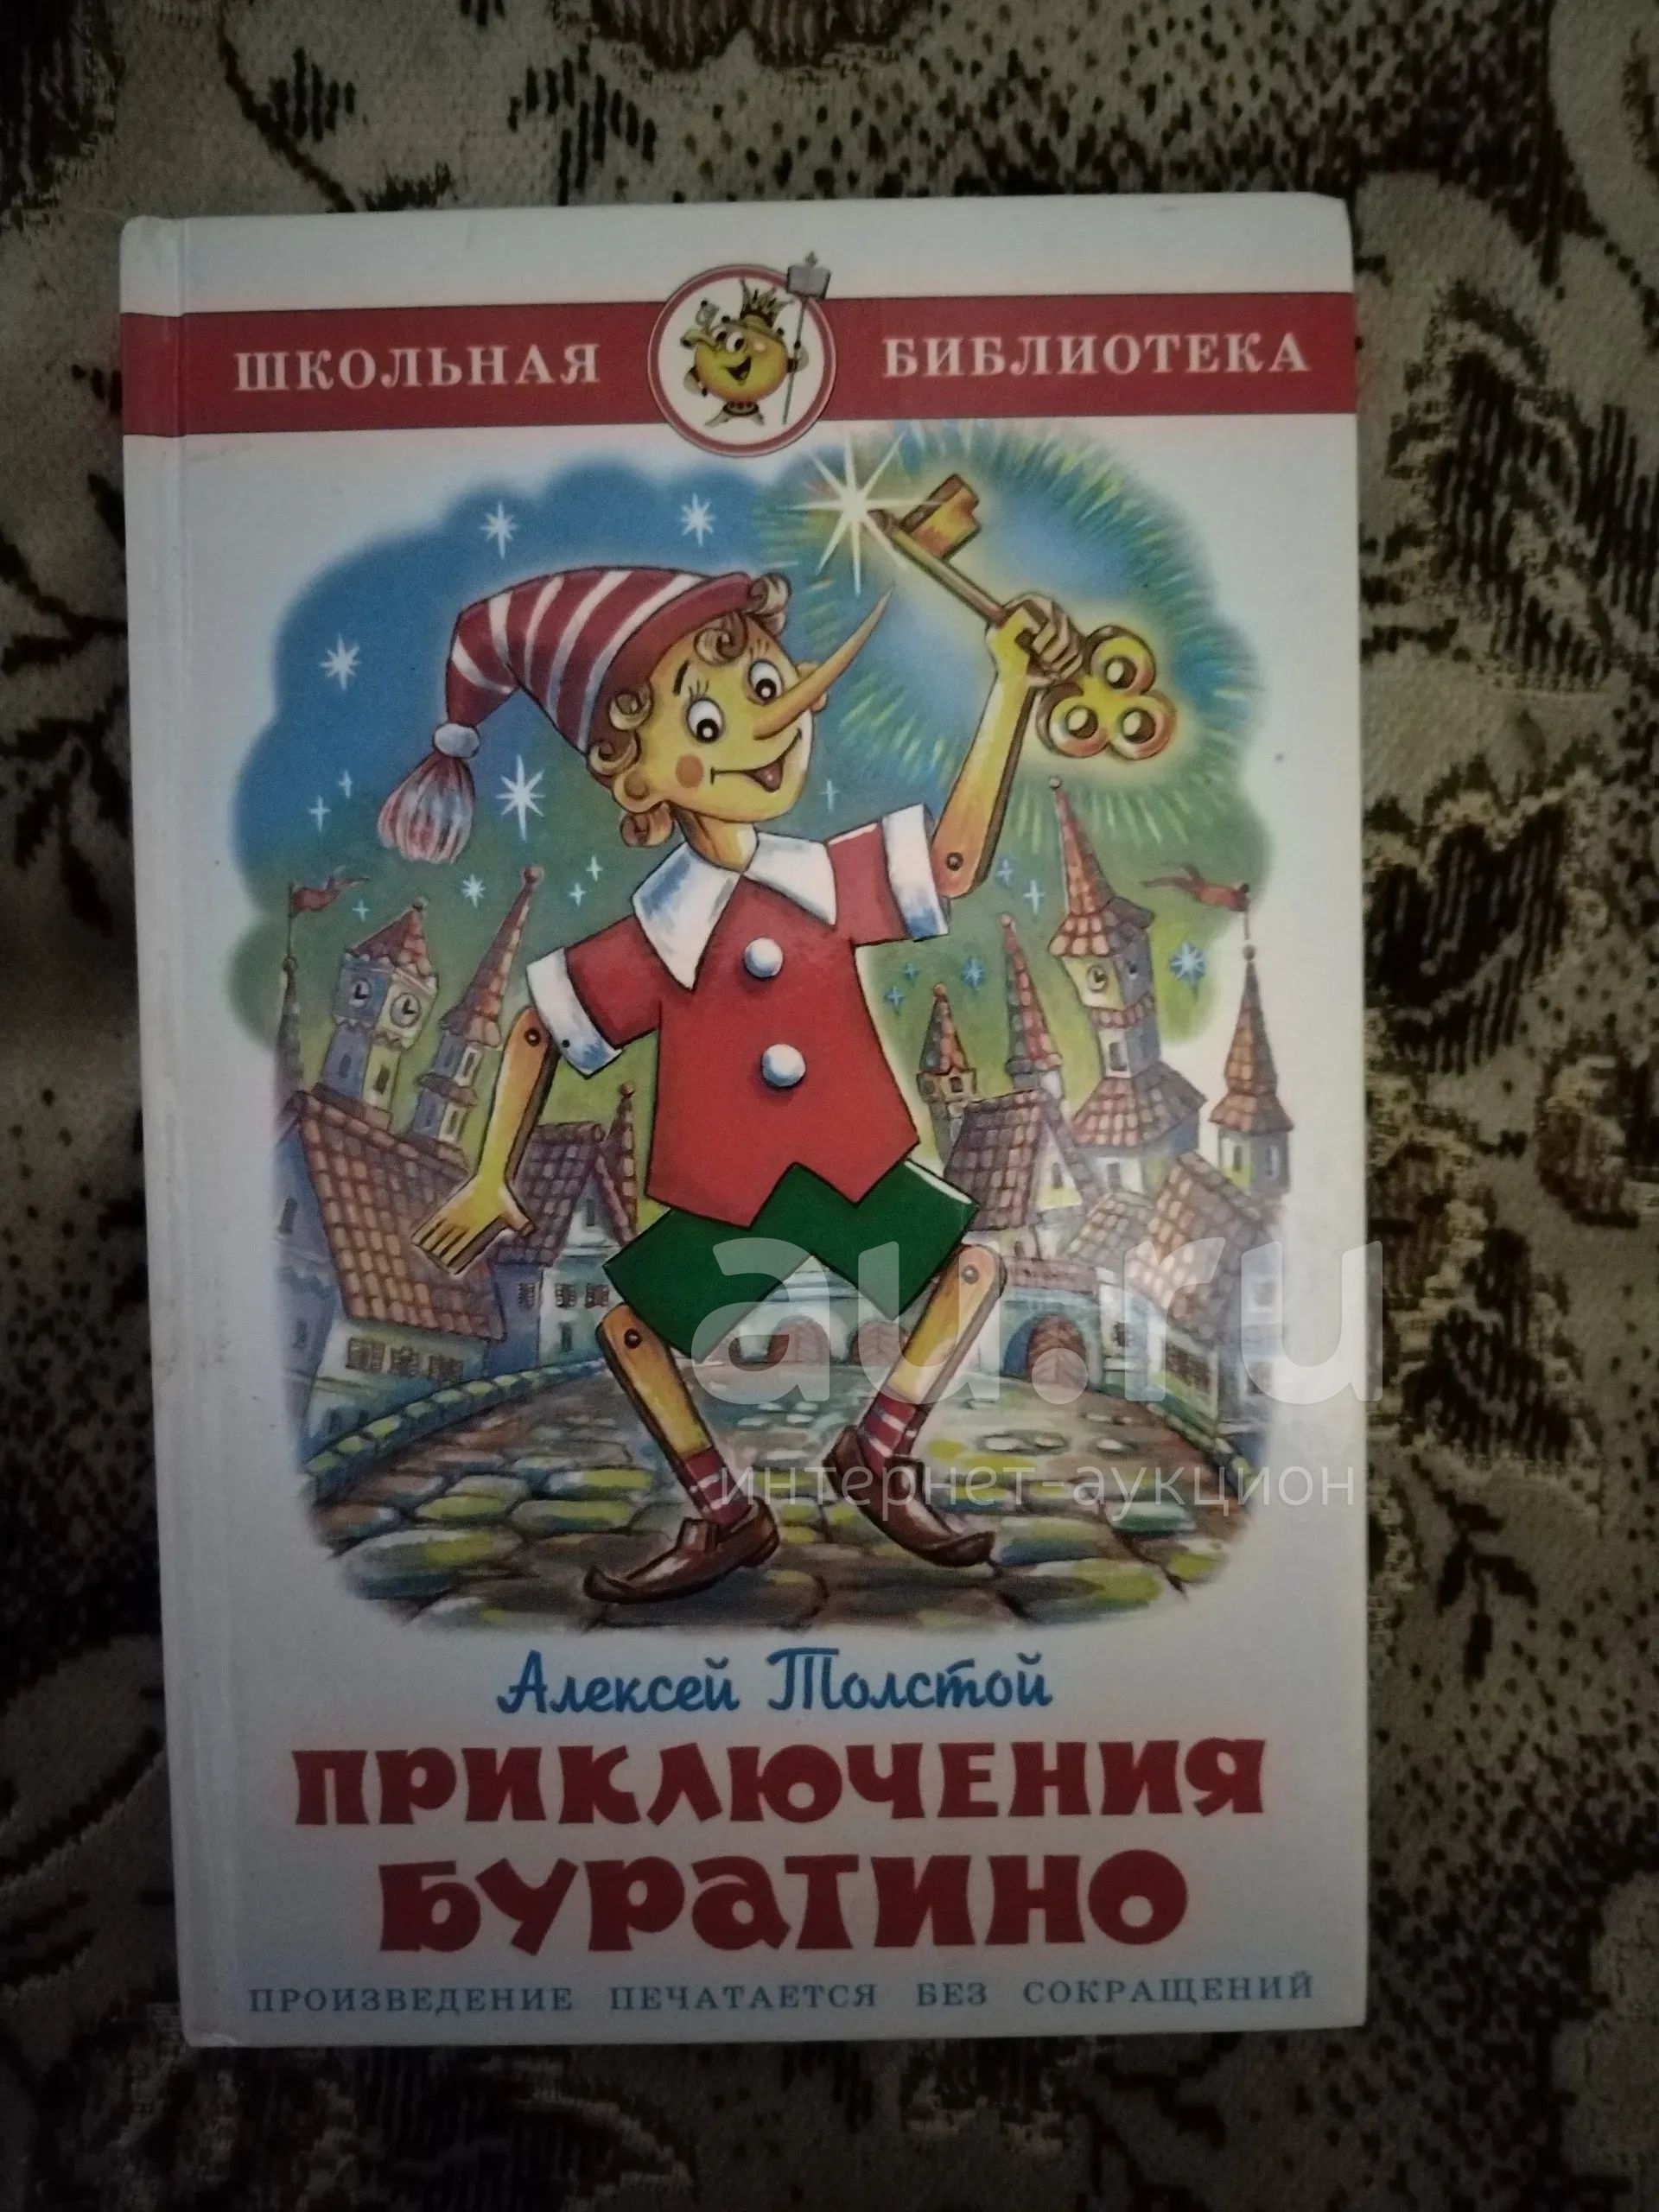 ШКОЛЬНАЯ БИБЛИОТЕКА
au.ru
интернет-аукцион
Алексей Толстой
ПРИКЛЮЧЕНИЯ
БУРАТИНО
ПРОИЗВЕДЕНИЕ ПЕЧАТАЕТСЯ БЕЗ СОКРАЩЕНИЙ